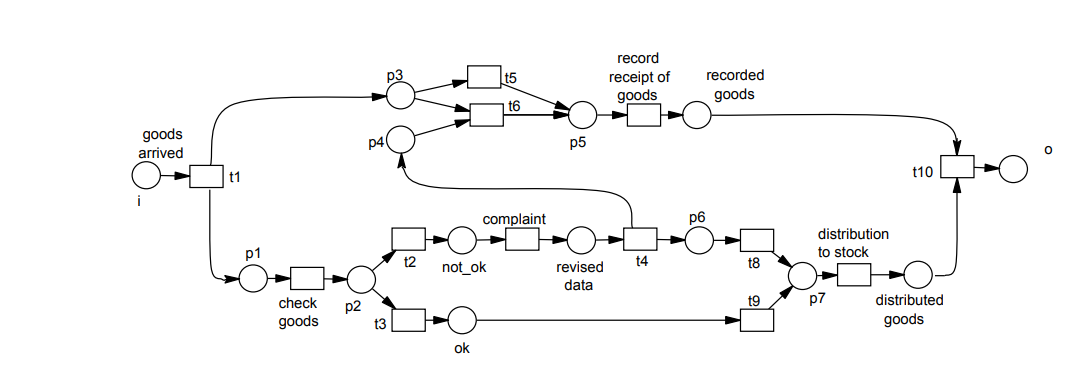 record
receipt of
goods
recorded
goods
p3
t5
t6
p4
p5
goods
arrived
t1
i
t10
o
complaint
p6
distribution
to stock
p1
t2
not_ok
revised
data
t4
t8
p7
check
goods
p2
t3
ok
t9
distributed
goods